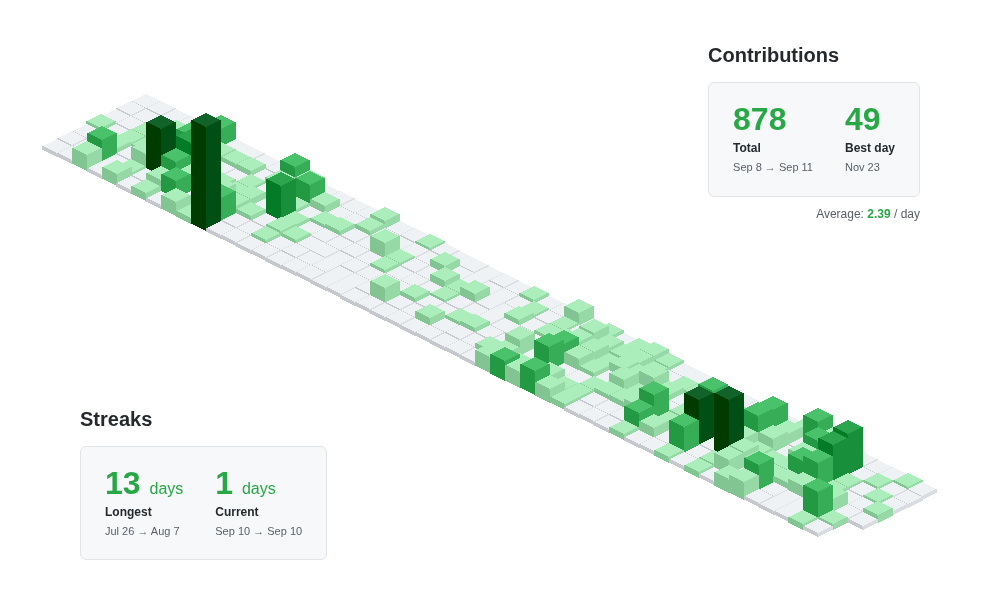 Contributions
878 49
Total Best day
Sep 8 → Sep 11 Nov 23
Average: 2.39 / day
Streaks
13 days 1 days
Longest Current
Jul 26 → Aug 7 Sep 10 → Sep 10